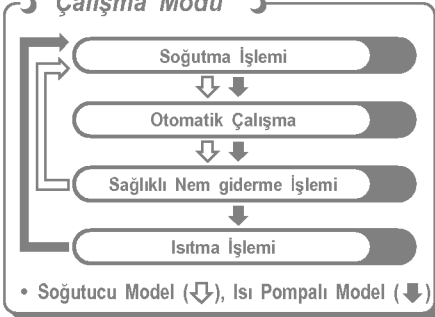 Çalışma Modu
Soğutma İşlemi
Otomatik Çalışma
Sağlıklı Nem giderme İşlemi
Isıtma İşlemi
• Soğutucu Model (⇩), Isı Pompalı Model (⬇)